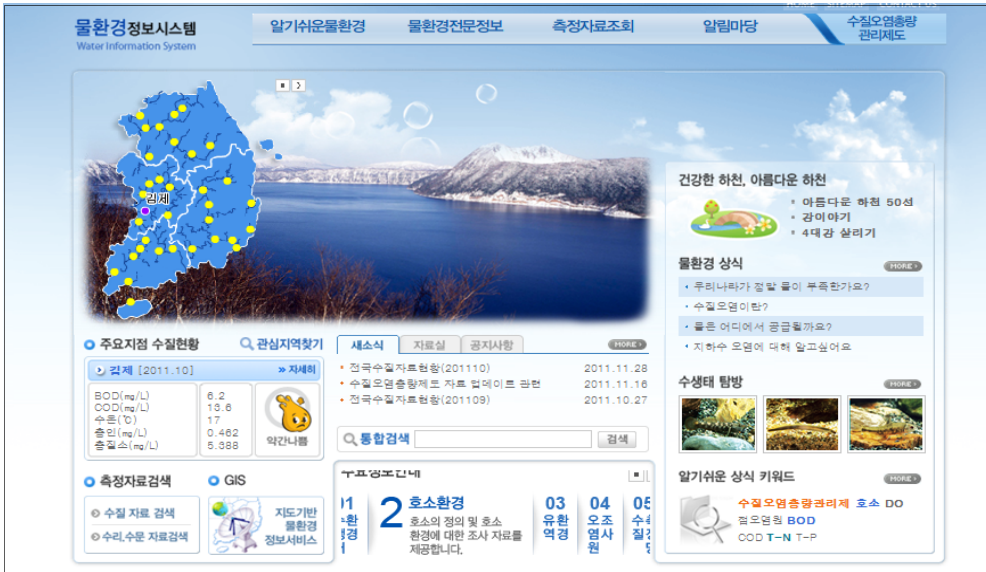 물환경정보시스템
Water Information System
알기쉬운물환경
물환경전문정보
측정자료조회
알림마당
수질오염총량
관리제도
김제
건강한 하천, 아름다운 하천
아름다운 하천 50선
강이야기
4대강 살리기
물환경 상식
MORE
우리나라가 정말 물이 부족한가요?
수질오염이란?
물은 어디에서 공급될까요?
지하수 오염에 대해 알고싶어요
수생태 탐방
MORE
알기쉬운 상식 키워드
MORE
수질오염총량관리제 호소 DO
점오염원 BOD
COD T-N T-P
주요지점 수질현황
관심지역찾기
김제 [2011.10]
» 자세히
BOD(mg/L) 6.2
COD(mg/L) 13.6
수온(℃) 17
총인(mg/L) 0.462
총질소(mg/L) 5.388
약간나쁨
새소식
자료실
공지사항
MORE
전국수질자료현황(201110) 2011.11.28
수질오염총량제도 자료 업데이트 관련 2011.11.16
전국수질자료현황(201109) 2011.10.27
통합검색
검색
측정자료검색
수질 자료 검색
수리,수문 자료검색
GIS
지도기반
물환경
정보서비스
2 호소환경
호소의 정의 및 호소
환경에 대한 조사 자료를
제공합니다.
03
유환
역경
04
오조
염사
원